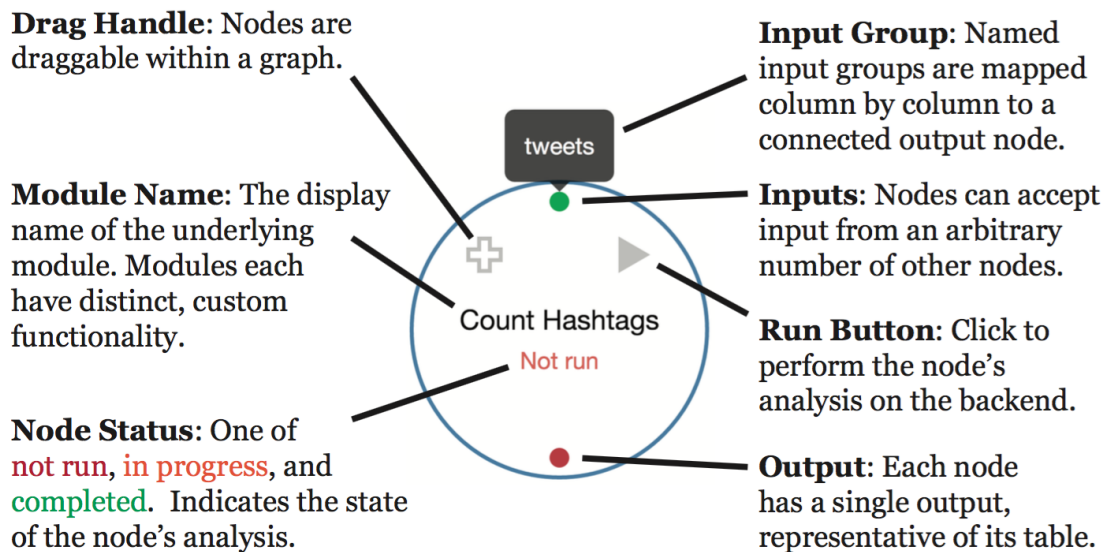 Drag Handle: Nodes are
draggable within a graph.
Module Name: The display
name of the underlying
module. Modules each
have distinct, custom
functionality.
Node Status: One of
not run, in progress, and
completed.  Indicates the state
of the node's analysis.
tweets
Count Hashtags
Not run
Input Group: Named
input groups are mapped
column by column to a
connected output node.
Inputs: Nodes can accept
input from an arbitrary
number of other nodes.
Run Button: Click to
perform the node's
analysis on the backend.
Output: Each node
has a single output,
representative of its table.